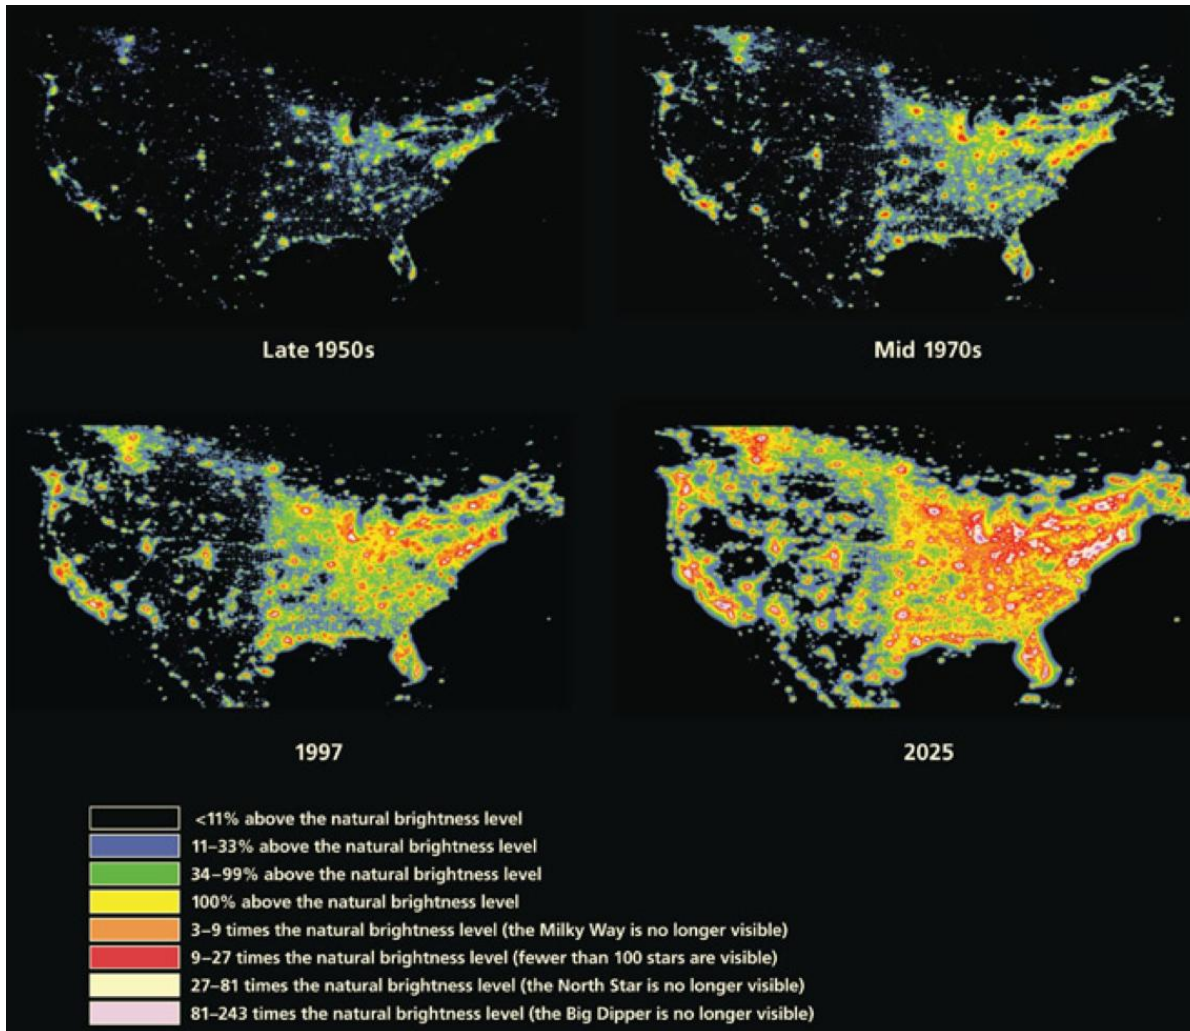 Late 1950s
Mid 1970s
1997
2025
<11% above the natural brightness level
11–33% above the natural brightness level
34–99% above the natural brightness level
100% above the natural brightness level
3–9 times the natural brightness level (the Milky Way is no longer visible)
9–27 times the natural brightness level (fewer than 100 stars are visible)
27–81 times the natural brightness level (the North Star is no longer visible)
81–243 times the natural brightness level (the Big Dipper is no longer visible)